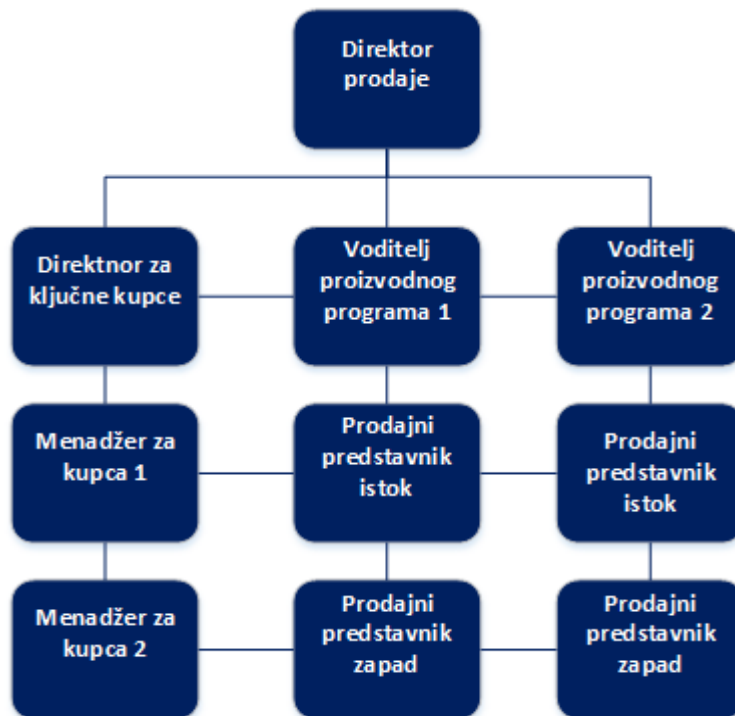 Direktor
prodaje
Direktnor za
ključne kupce
Voditelj
proizvodnog
programa 1
Voditelj
proizvodnog
programa 2
Menadžer za
kupca 1
Prodajni
predstavnik
istok
Prodajni
predstavnik
istok
Menadžer za
kupca 2
Prodajni
predstavnik
zapad
Prodajni
predstavnik
zapad